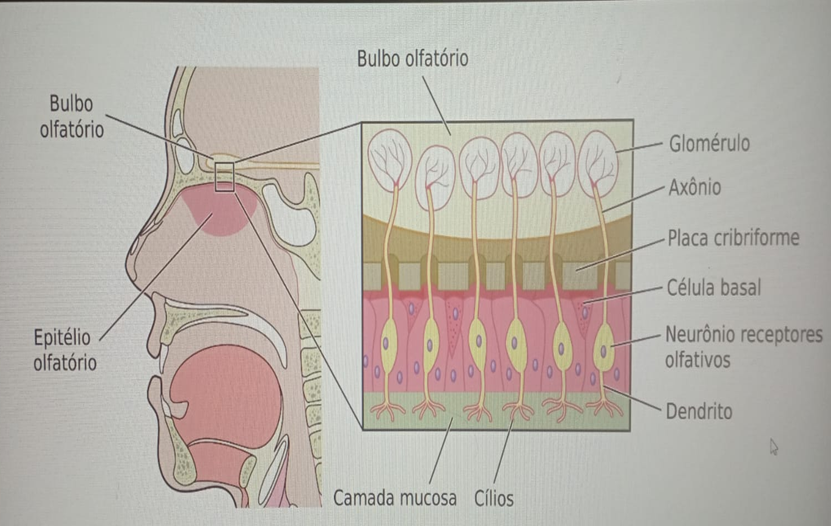 Bulbo olfatório
Bulbo
olfatório
Glomérulo
Axônio
Placa cribriforme
Célula basal
Neurônio receptores
olfativos
Epitélio
olfatório
Dendrito
Camada mucosa
Cílios